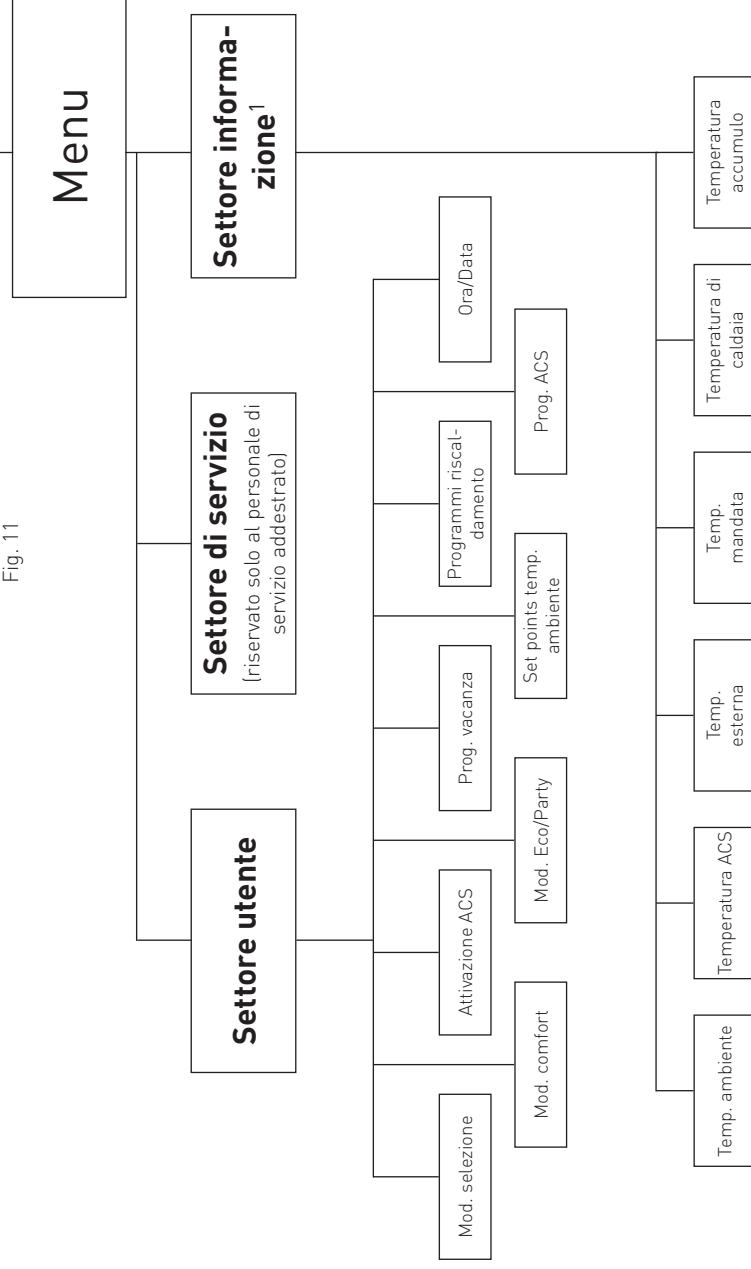 Fig. 11
Menu
Settore utente
Settore di servizio
(riservato solo al personale di
servizio addestrato)
Settore informa-
zione¹
Mod. selezione
Mod. comfort
Attivazione ACS
Mod. Eco/Party
Prog. vacanza
Set points temp.
ambiente
Programmi riscal-
damento
Prog. ACS
Ora/Data
Temp. ambiente
Temperatura ACS
Temp.
esterna
Temp.
mandata
Temperatura di
caldaia
Temperatura
accumulo